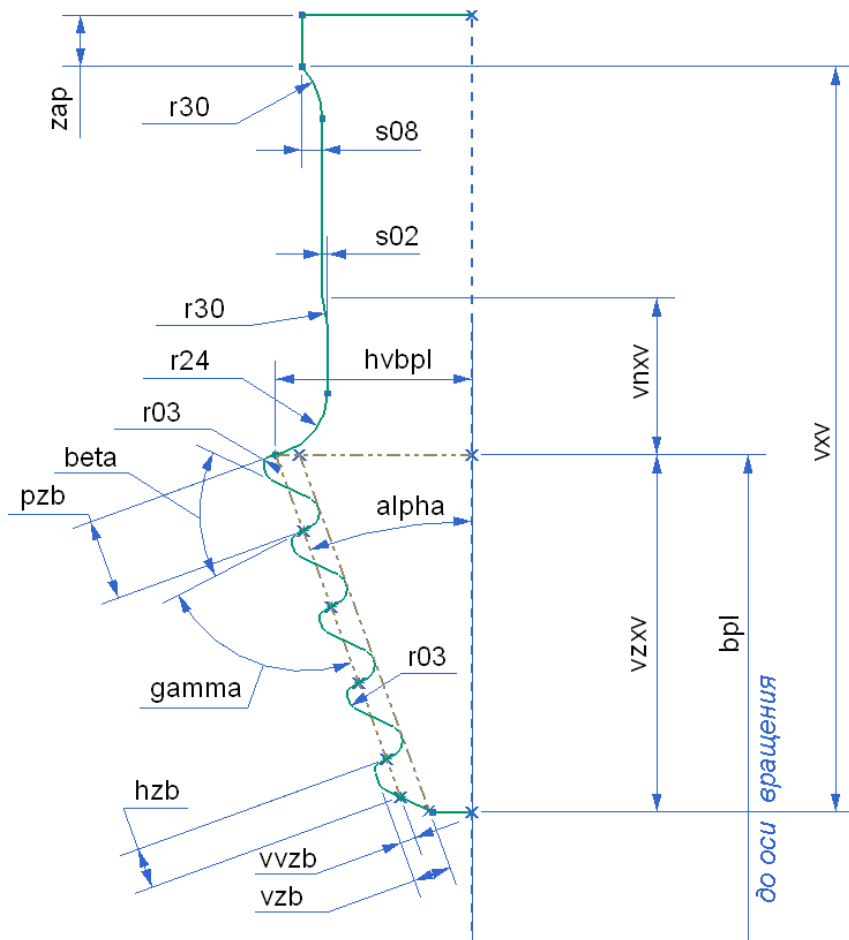 zap
r30
s08
s02
r30
r24
hvbpl
vnxv
vxv
r03
beta
pzb
alpha
vzxv
bpl
gamma
r03
hzb
vvzb
vzb
до оси вращения